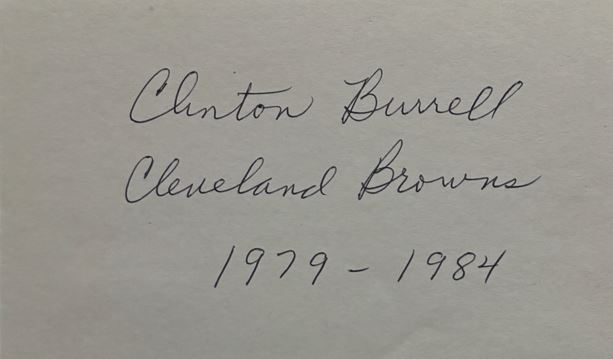 Clinton Burrell
Cleveland Browns
1979 - 1984